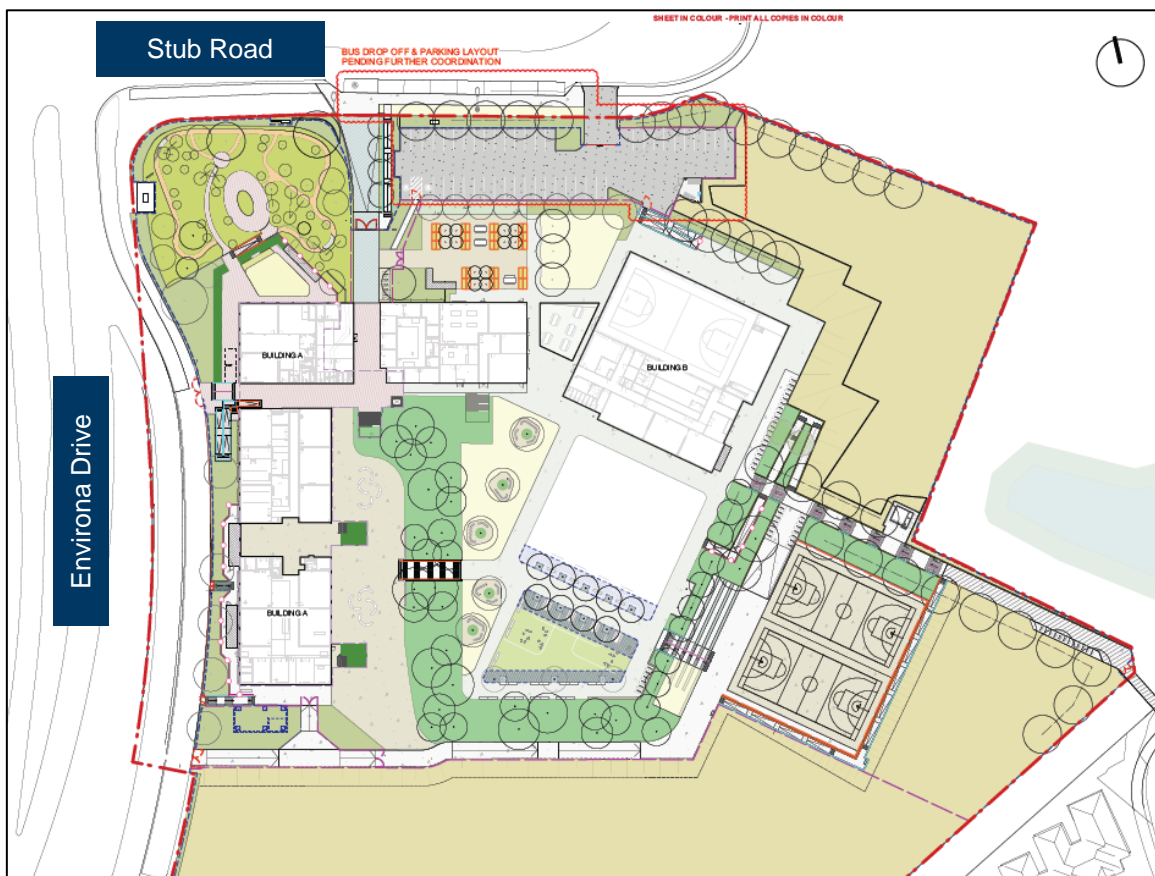 SHEET IN COLOUR - PRINT ALL COPIES IN COLOUR
Stub Road
BUS DROP OFF & PARKING LAYOUT
PENDING FURTHER COORDINATION
BUILDING A
BUILDING B
Environa Drive
BUILDING A